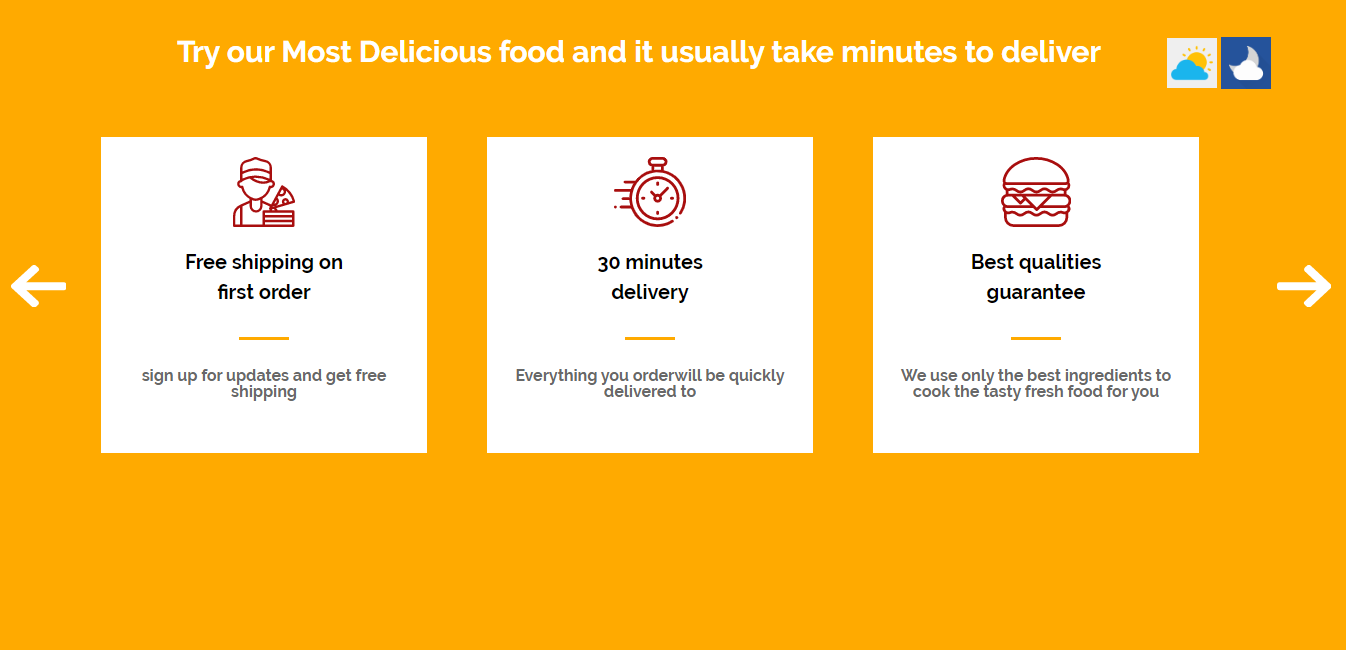 Try our Most Delicious food and it usually take minutes to deliver
Free shipping on
first order
sign up for updates and get free
shipping
30 minutes
delivery
Everything you orderwill be quickly
delivered to
Best qualities
guarantee
We use only the best ingredients to
cook the tasty fresh food for you